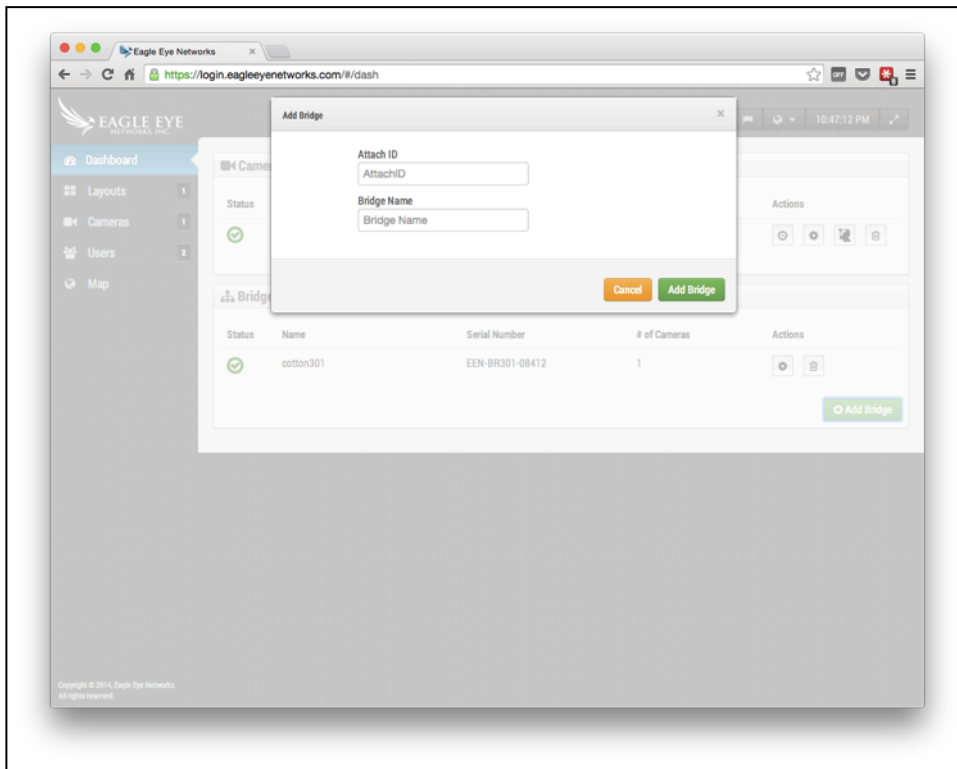 Eagle Eye Networks
https://login.eagleeyenetworks.com/#/dash
OFF
EAGLE EYE
NETWORKS, INC
10:47:12 PM
Add Bridge
Attach ID
AttachID
Bridge Name
Bridge Name
Cancel
Add Bridge
Dashboard
Layouts 1
Cameras 1
Users 2
Map
Status
Actions
Status Name Serial Number # of Cameras Actions
cotton301 EEN-BR301-08412 1
Add Bridge
Copyright © 2014, Eagle Eye Networks.
All rights reserved.